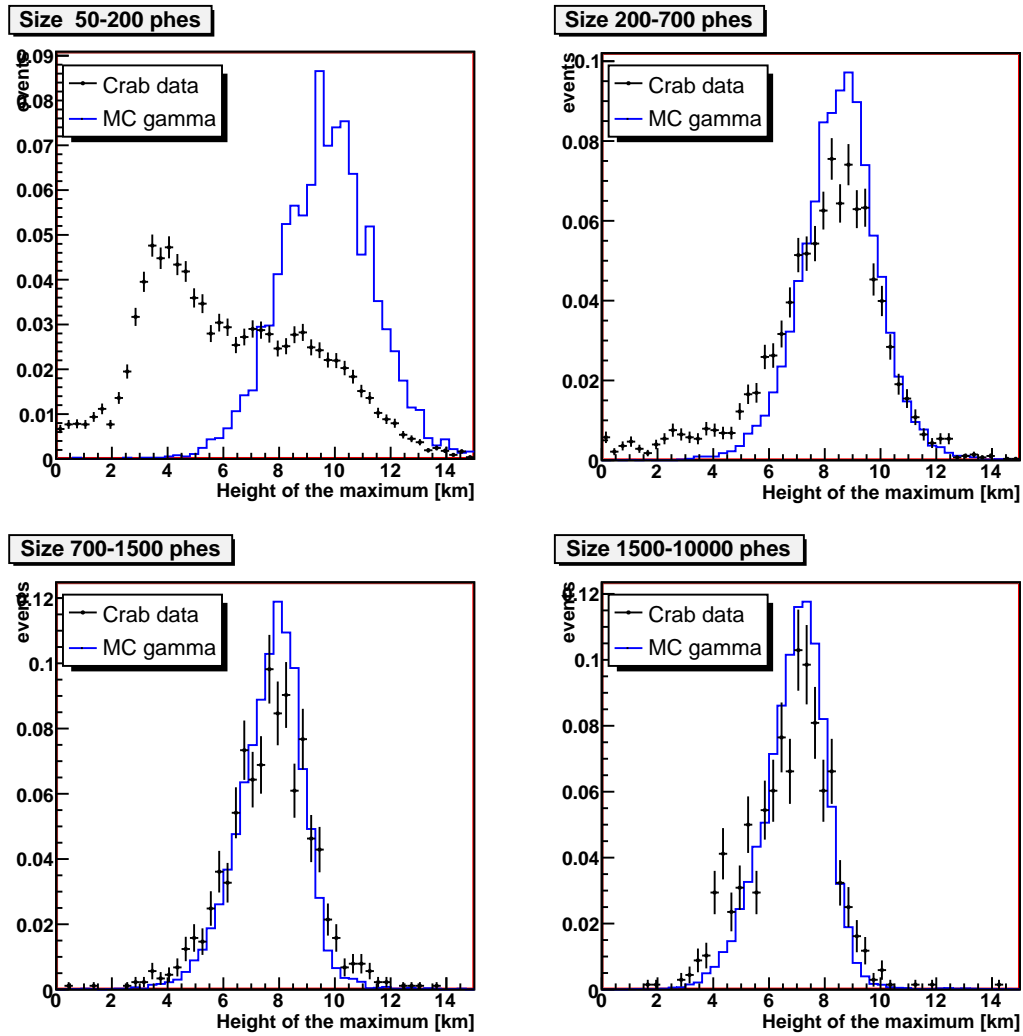 Size 50-200 phes
events
Crab data
MC gamma
0.09
0.08
0.07
0.06
0.05
0.04
0.03
0.02
0.01
0
0 2 4 6 8 10 12 14
Height of the maximum [km]
Size 200-700 phes
events
Crab data
MC gamma
0.1
0.08
0.06
0.04
0.02
0
0 2 4 6 8 10 12 14
Height of the maximum [km]
Size 700-1500 phes
events
Crab data
MC gamma
0.12
0.1
0.08
0.06
0.04
0.02
0
0 2 4 6 8 10 12 14
Height of the maximum [km]
Size 1500-10000 phes
events
Crab data
MC gamma
0.12
0.1
0.08
0.06
0.04
0.02
0
0 2 4 6 8 10 12 14
Height of the maximum [km]